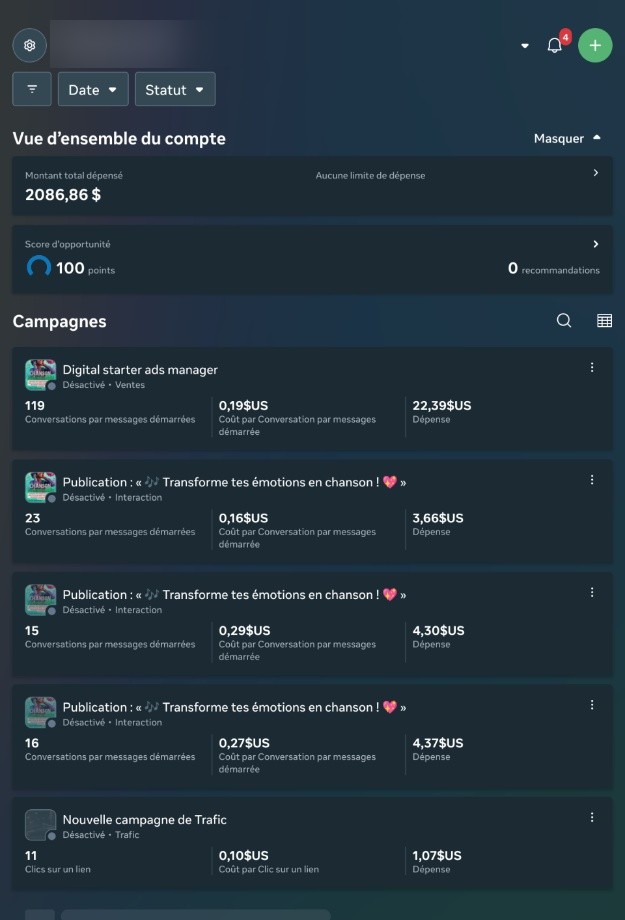 4
Date
Statut
Vue d’ensemble du compte
Masquer
Montant total dépensé
Aucune limite de dépense
2086,86 $
Score d’opportunité
100 points
0 recommandations
Campagnes
Digital starter ads manager
Désactivé • Ventes
119
0,19$US
22,39$US
Conversations par messages démarrées
Coût par Conversation par messages
démarrée
Dépense
Publication : « 🎶 Transforme tes émotions en chanson ! 💖 »
Désactivé • Interaction
23
0,16$US
3,66$US
Conversations par messages démarrées
Coût par Conversation par messages
démarrée
Dépense
Publication : « 🎶 Transforme tes émotions en chanson ! 💖 »
Désactivé • Interaction
15
0,29$US
4,30$US
Conversations par messages démarrées
Coût par Conversation par messages
démarrée
Dépense
Publication : « 🎶 Transforme tes émotions en chanson ! 💖 »
Désactivé • Interaction
16
0,27$US
4,37$US
Conversations par messages démarrées
Coût par Conversation par messages
démarrée
Dépense
Nouvelle campagne de Trafic
Désactivé • Trafic
11
0,10$US
1,07$US
Clics sur un lien
Coût par Clic sur un lien
Dépense